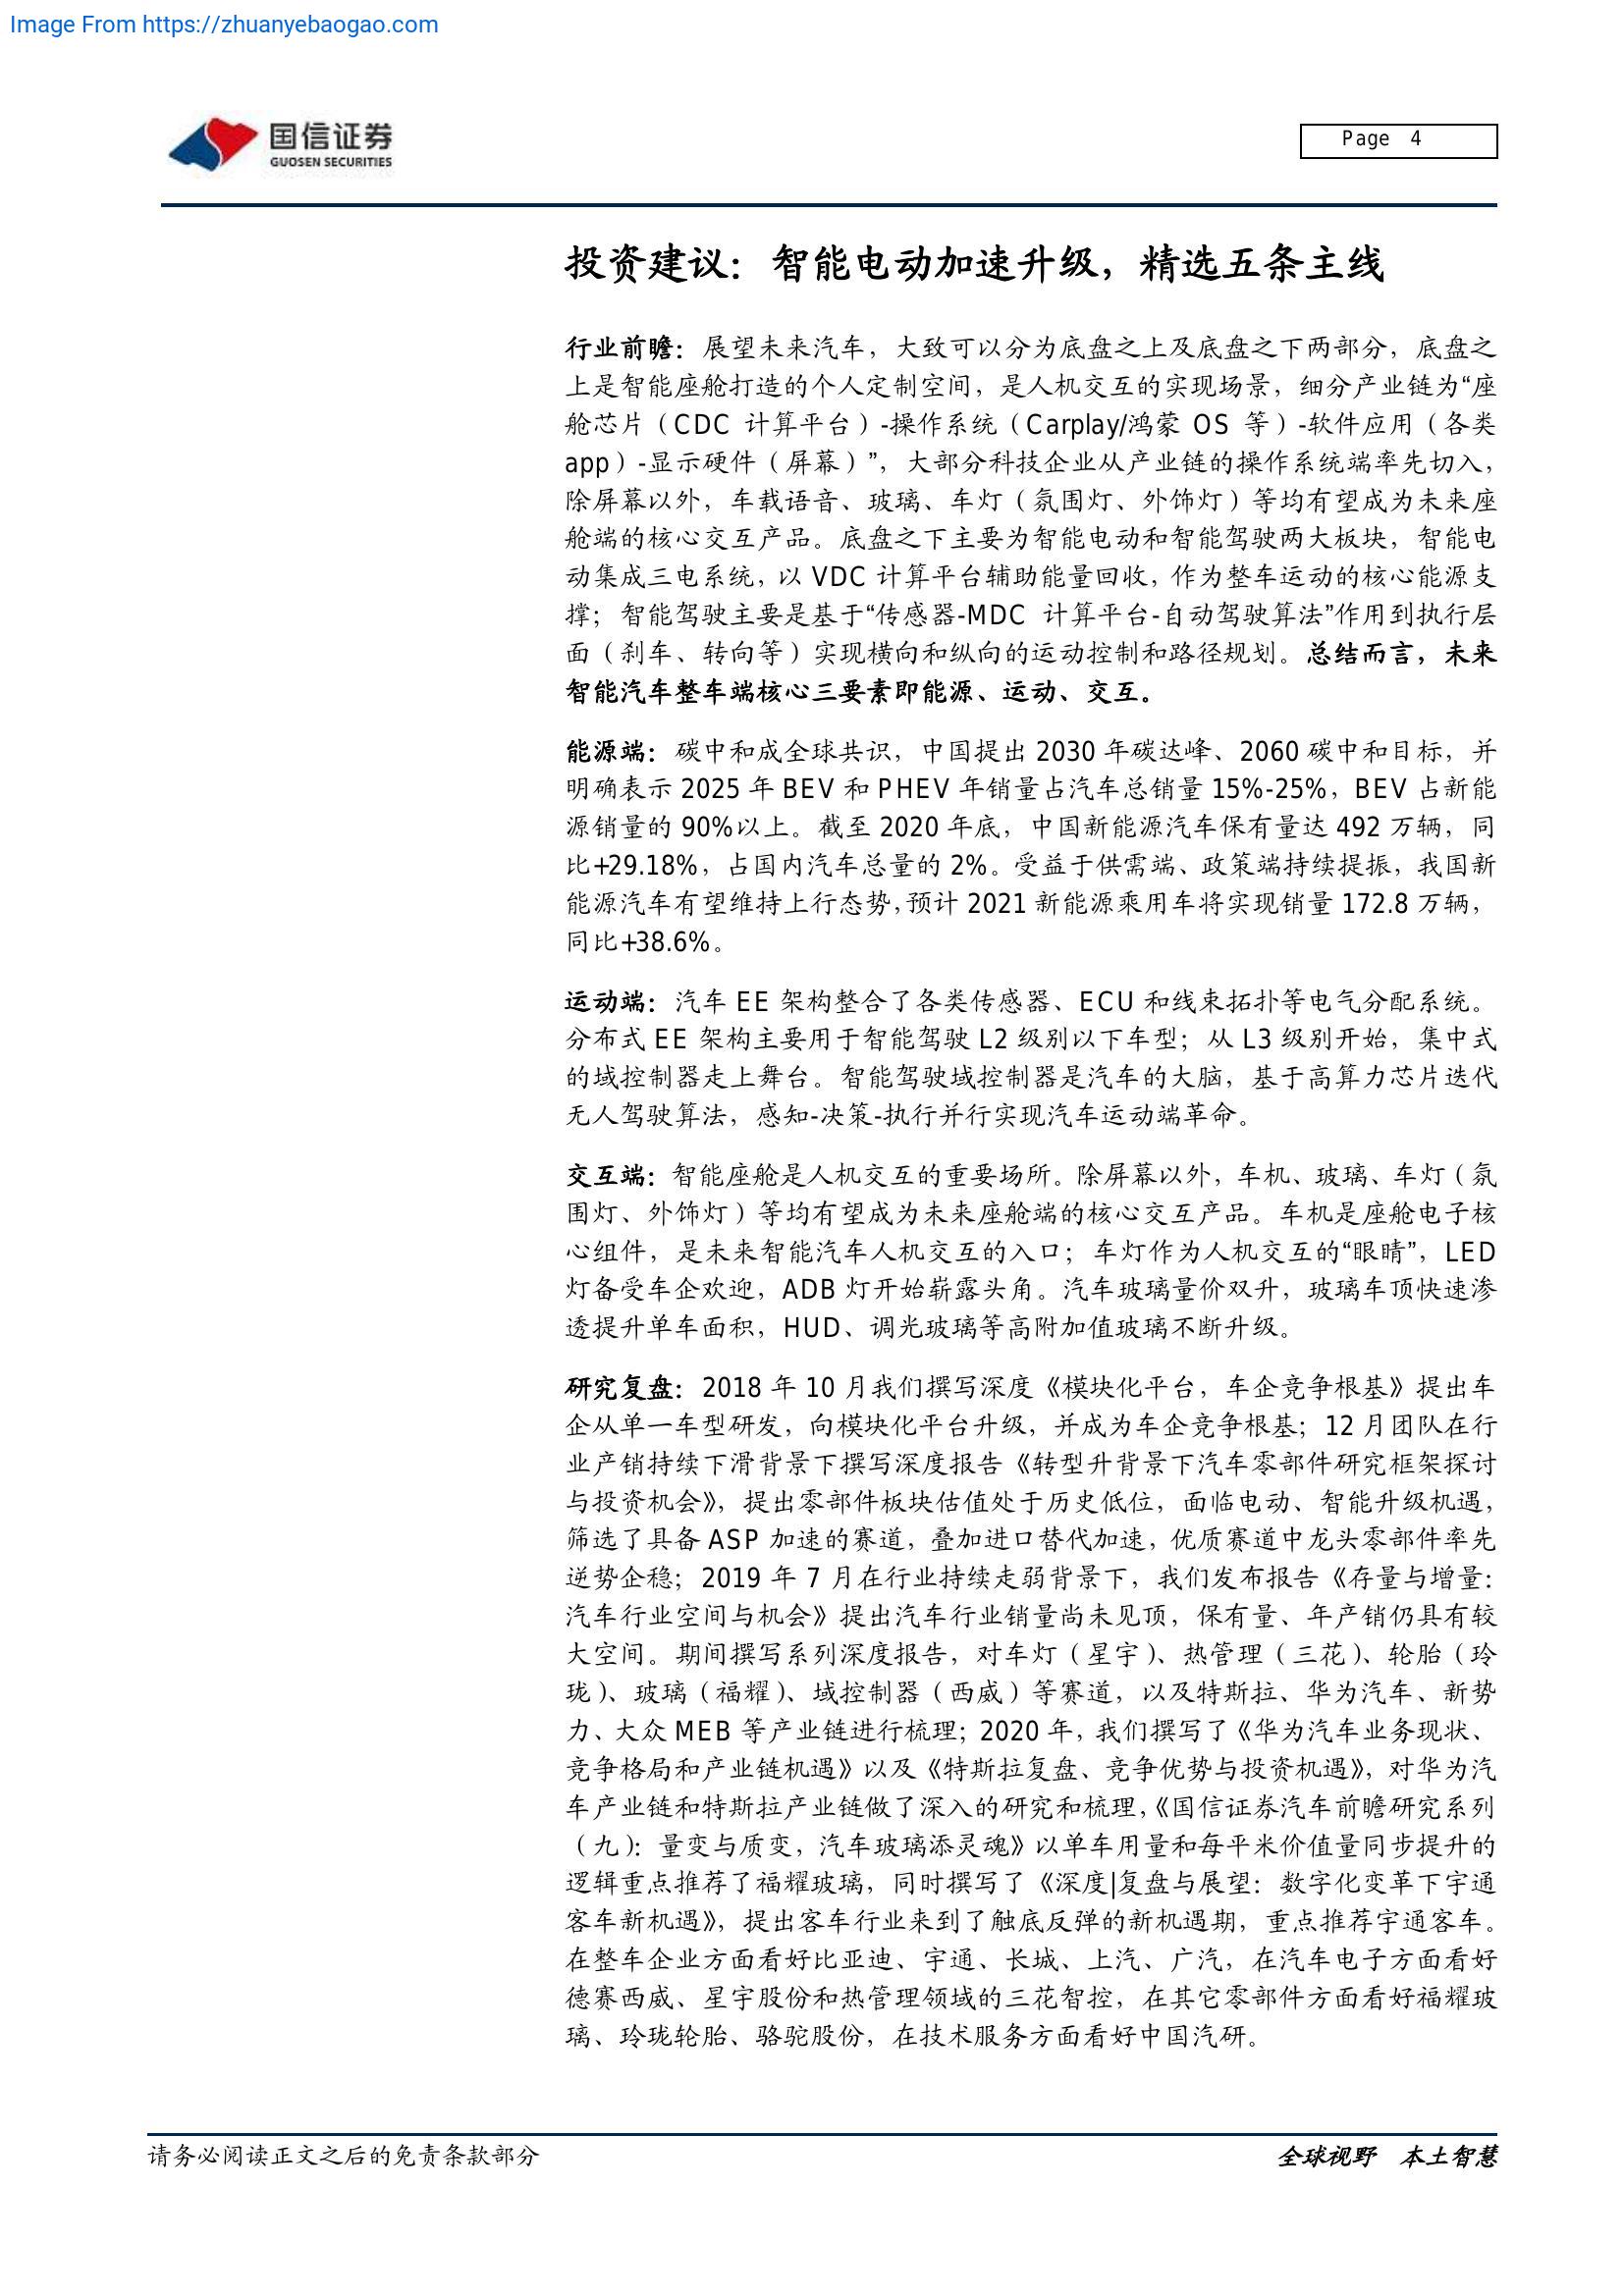 Image From https://zhuanyebaogao.com
国信证券
GUOSEN SECURITIES
Page 4
投资建议：智能电动加速升级，精选五条主线
行业前瞻：展望未来汽车，大致可以分为底盘之上及底盘之下两部分，底盘之
上是智能座舱打造的个人定制空间，是人机交互的实现场景，细分产业链为“座
舱芯片（CDC 计算平台）-操作系统（Carplay/鸿蒙 OS 等）-软件应用（各类
app）-显示硬件（屏幕）”，大部分科技企业从产业链的操作系统端率先切入，
除屏幕以外，车载语音、玻璃、车灯（氛围灯、外饰灯）等均有望成为未来座
舱端的核心交互产品。底盘之下主要为智能电动和智能驾驶两大板块，智能电
动集成三电系统，以 VDC 计算平台辅助能量回收，作为整车运动的核心能源支
撑；智能驾驶主要是基于“传感器-MDC 计算平台-自动驾驶算法”作用到执行层
面（刹车、转向等）实现横向和纵向的运动控制和路径规划。总结而言，未来
智能汽车整车端核心三要素即能源、运动、交互。
能源端：碳中和成全球共识，中国提出 2030 年碳达峰、2060 碳中和目标，并
明确表示 2025 年 BEV 和 PHEV 年销量占汽车总销量 15%-25%，BEV 占新能
源销量的 90%以上。截至 2020 年底，中国新能源汽车保有量达 492 万辆，同
比+29.18%，占国内汽车总量的 2%。受益于供需端、政策端持续提振，我国新
能源汽车有望维持上行态势，预计 2021 新能源乘用车将实现销量 172.8 万辆，
同比+38.6%。
运动端：汽车 EE 架构整合了各类传感器、ECU 和线束拓扑等电气分配系统。
分布式 EE 架构主要用于智能驾驶 L2 级别以下车型；从 L3 级别开始，集中式
的域控制器走上舞台。智能驾驶域控制器是汽车的大脑，基于高算力芯片迭代
无人驾驶算法，感知-决策-执行并行实现汽车运动端革命。
交互端：智能座舱是人机交互的重要场所。除屏幕以外，车机、玻璃、车灯（氛
围灯、外饰灯）等均有望成为未来座舱端的核心交互产品。车机是座舱电子核
心组件，是未来智能汽车人机交互的入口；车灯作为人机交互的“眼睛”，LED
灯备受车企欢迎，ADB 灯开始崭露头角。汽车玻璃量价双升，玻璃车顶快速渗
透提升单车面积，HUD、调光玻璃等高附加值玻璃不断升级。
研究复盘：2018 年 10 月我们撰写深度《模块化平台，车企竞争根基》提出车
企从单一车型研发，向模块化平台升级，并成为车企竞争根基；12 月团队在行
业产销持续下滑背景下撰写深度报告《转型升背景下汽车零部件研究框架探讨
与投资机会》，提出零部件板块估值处于历史低位，面临电动、智能升级机遇，
筛选了具备 ASP 加速的赛道，叠加进口替代加速，优质赛道中龙头零部件率先
逆势企稳；2019 年 7 月在行业持续走弱背景下，我们发布报告《存量与增量：
汽车行业空间与机会》提出汽车行业销量尚未见顶，保有量、年产销仍具有较
大空间。期间撰写系列深度报告，对车灯（星宇）、热管理（三花）、轮胎（玲
珑）、玻璃（福耀）、域控制器（西威）等赛道，以及特斯拉、华为汽车、新势
力、大众 MEB 等产业链进行梳理；2020 年，我们撰写了《华为汽车业务现状、
竞争格局和产业链机遇》以及《特斯拉复盘、竞争优势与投资机遇》，对华为汽
车产业链和特斯拉产业链做了深入的研究和梳理，《国信证券汽车前瞻研究系列
（九）：量变与质变，汽车玻璃添灵魂》以单车用量和每平米价值量同步提升的
逻辑重点推荐了福耀玻璃，同时撰写了《深度|复盘与展望：数字化变革下宇通
客车新机遇》，提出客车行业来到了触底反弹的新机遇期，重点推荐宇通客车。
在整车企业方面看好比亚迪、宇通、长城、上汽、广汽，在汽车电子方面看好
德赛西威、星宇股份和热管理领域的三花智控，在其它零部件方面看好福耀玻
璃、玲珑轮胎、骆驼股份，在技术服务方面看好中国汽研。
请务必阅读正文之后的免责条款部分
全球视野 本土智慧